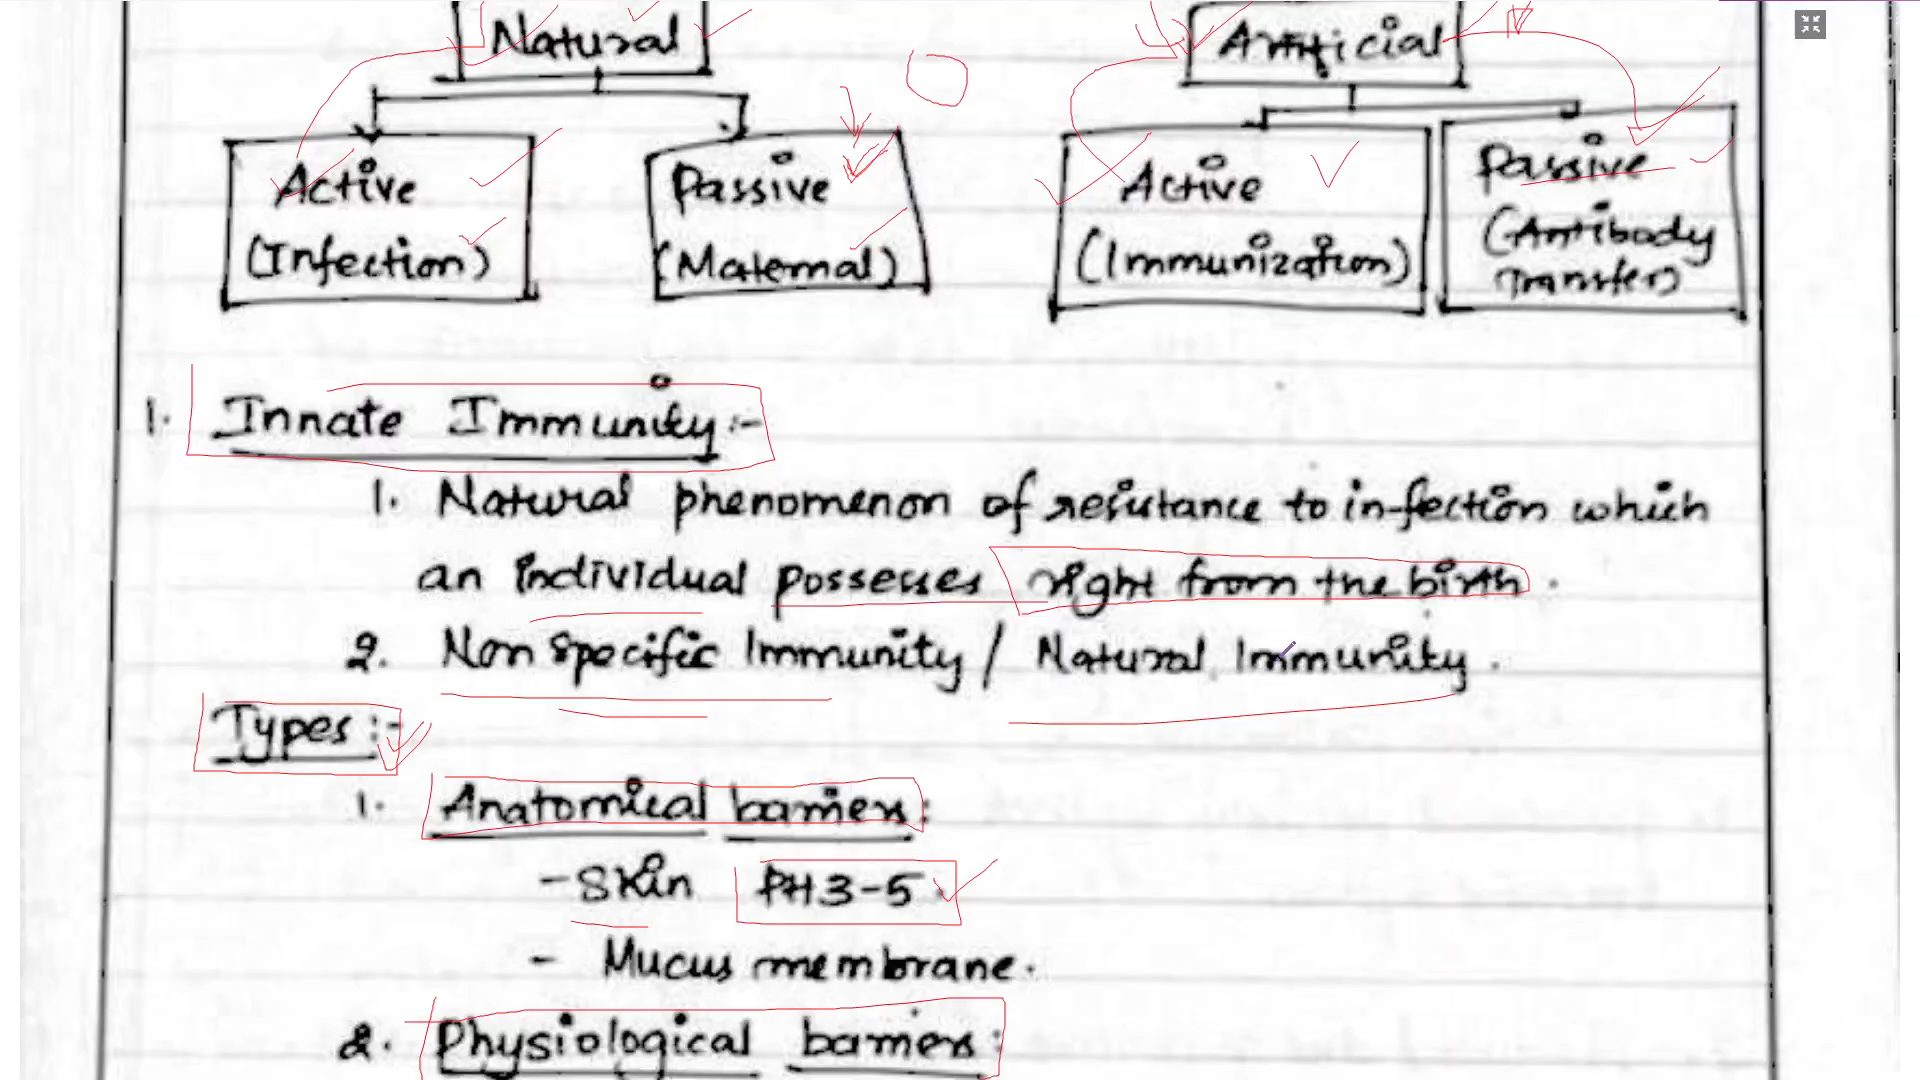 Natural
Artificial
Active
(Infection)
Passive
(Maternal)
Active
(Immunization)
Passive
(Antibody
Transfer)
1. Innate Immunity:-
1. Natural phenomenon of resistance to infection which
an individual possesses right from the birth.
2. Non specific Immunity / Natural Immunity.
Types:-
1. Anatomical barriers:
- Skin PH 3-5.
- Mucus membrane.
2. Physiological barriers: